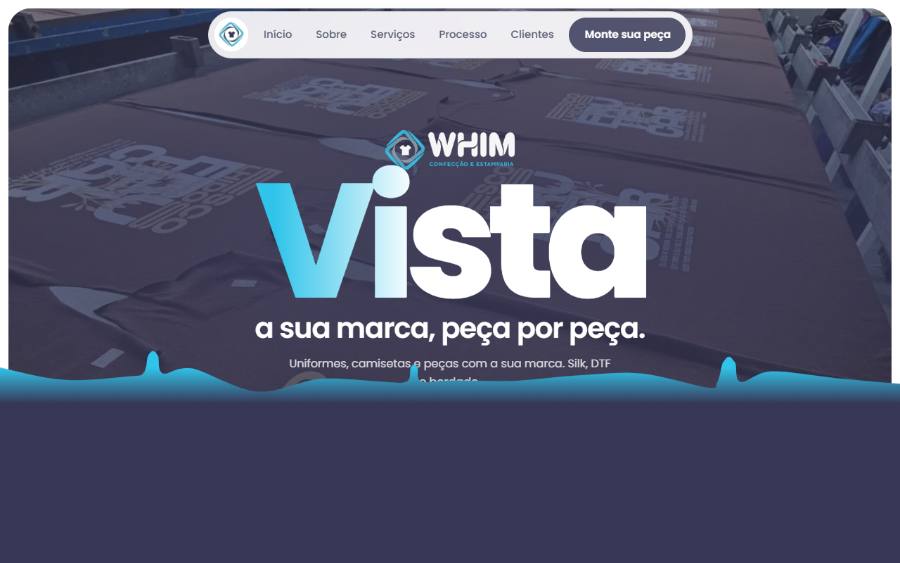 Início Sobre Serviços Processo Clientes Monte sua peça
WHIM
CONFECÇÃO E ESTAMPARIA
Vista
a sua marca, peça por peça.
Uniformes, camisetas e peças com a sua marca. Silk, DTF
e bordado